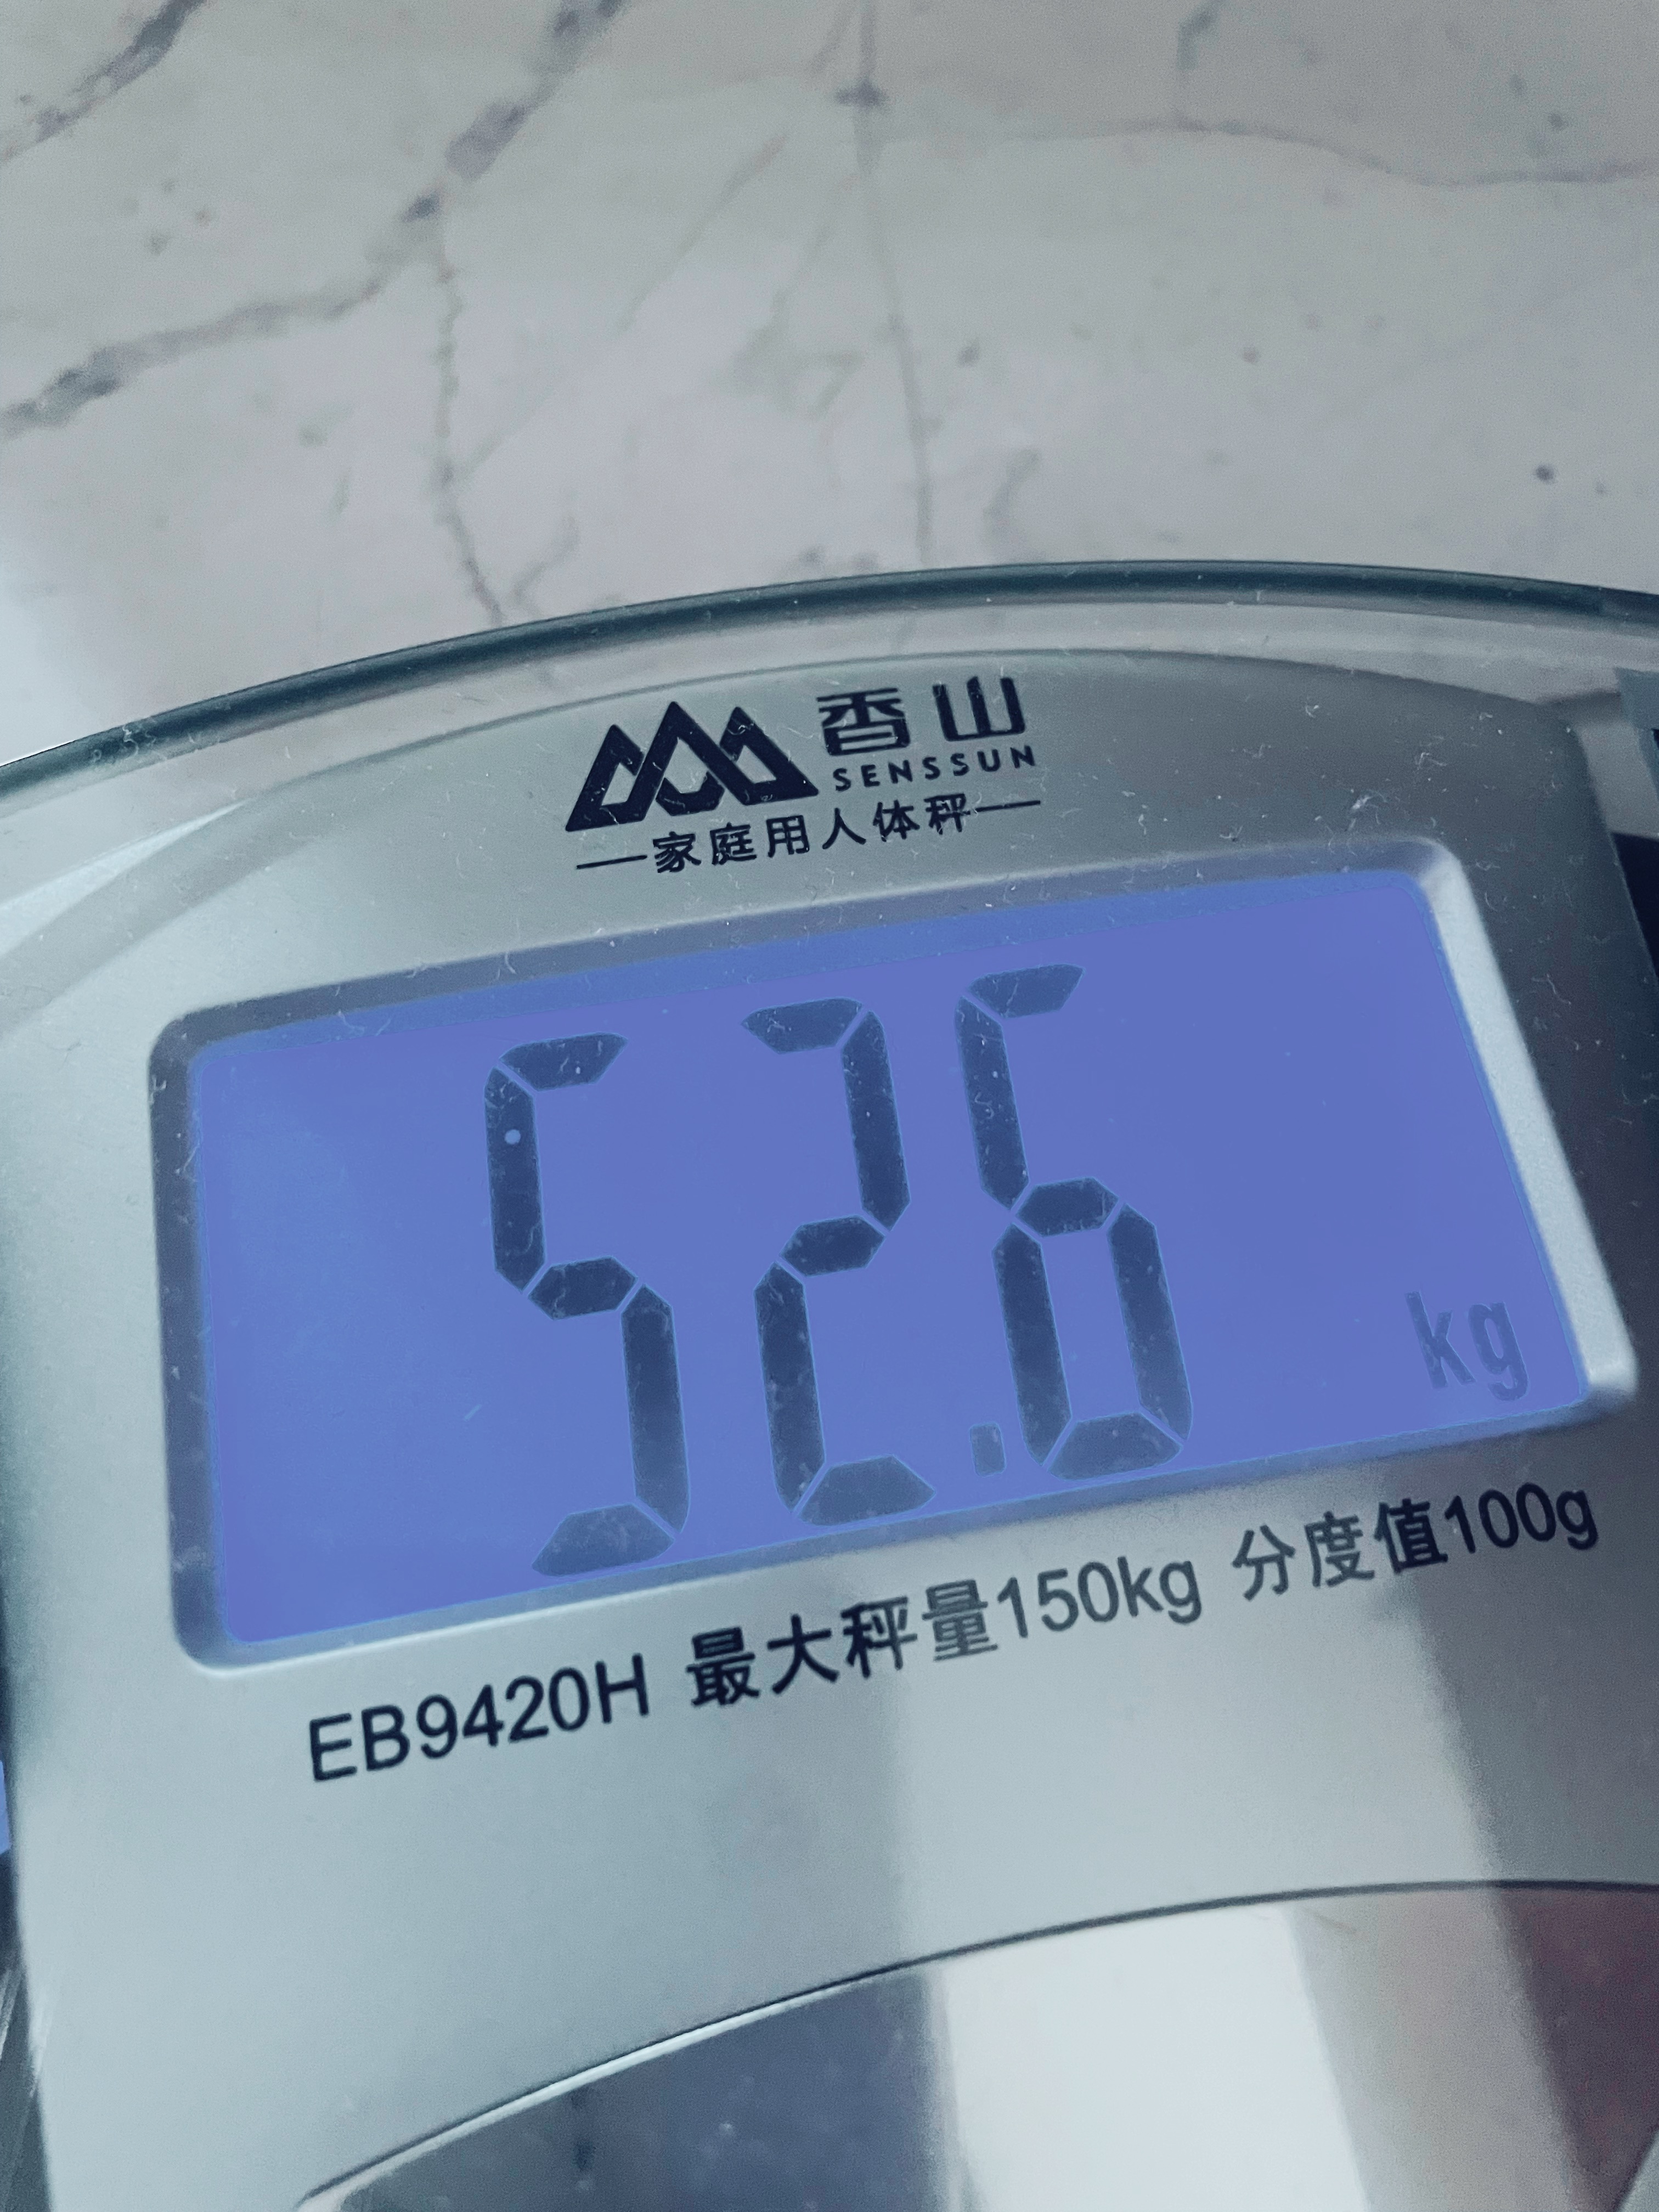 香山
SENSSUN
家庭用人体秤
52.6
kg
EB9420H 最大秤量150kg 分度值100g